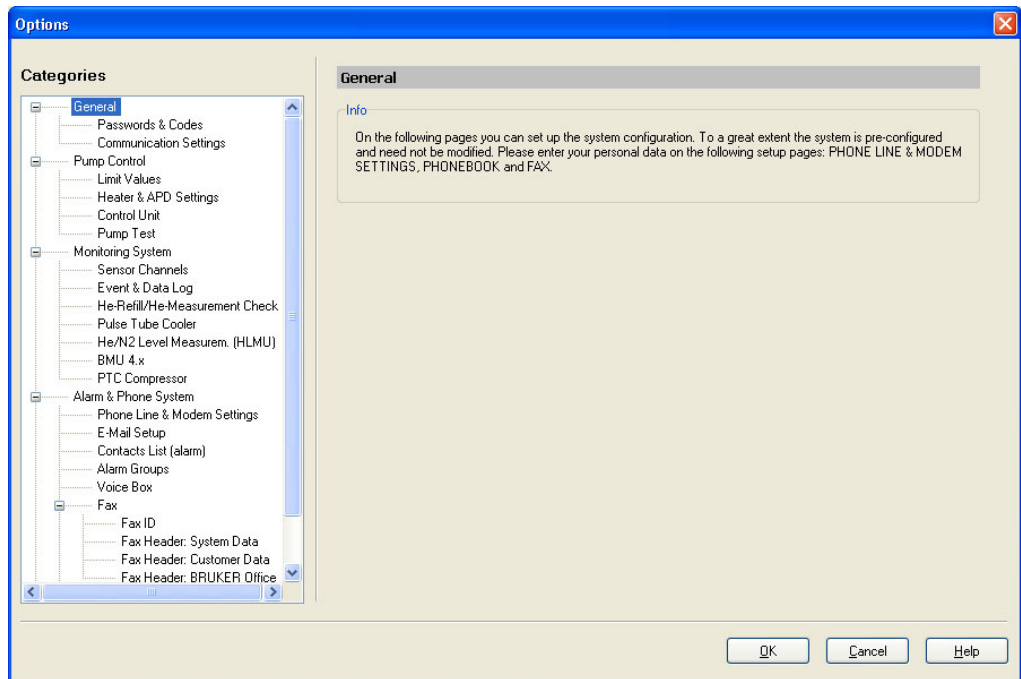 Options
Categories
General
Passwords & Codes
Communication Settings
Pump Control
Limit Values
Heater & APD Settings
Control Unit
Pump Test
Monitoring System
Sensor Channels
Event & Data Log
He-Refill/He-Measurement Check
Pulse Tube Cooler
He/N2 Level Measurem. (HLMU)
BMU 4.x
PTC Compressor
Alarm & Phone System
Phone Line & Modem Settings
E-Mail Setup
Contacts List (alarm)
Alarm Groups
Voice Box
Fax
Fax ID
Fax Header: System Data
Fax Header: Customer Data
Fax Header: BRUKER Office
General
Info
On the following pages you can set up the system configuration. To a great extent the system is pre-configured
and need not be modified. Please enter your personal data on the following setup pages: PHONE LINE & MODEM
SETTINGS, PHONEBOOK and FAX.
OK
Cancel
Help